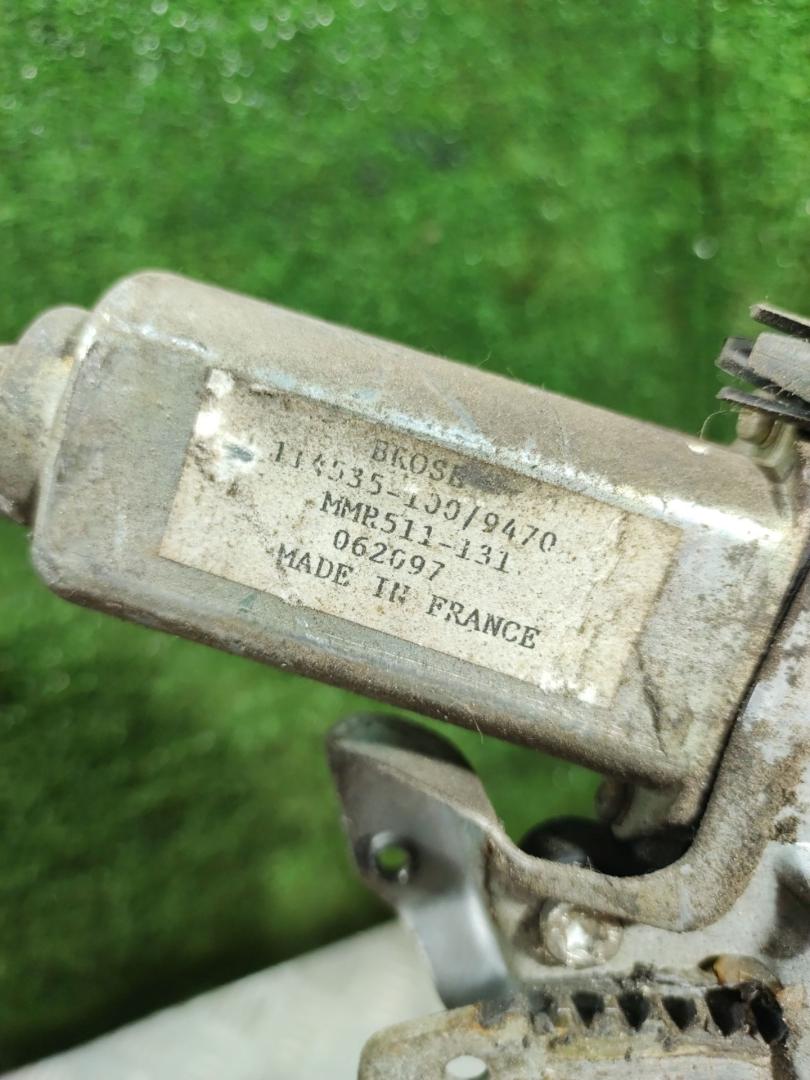 BROSE
114535-100/9470
MMR511-131
062097
MADE IN FRANCE